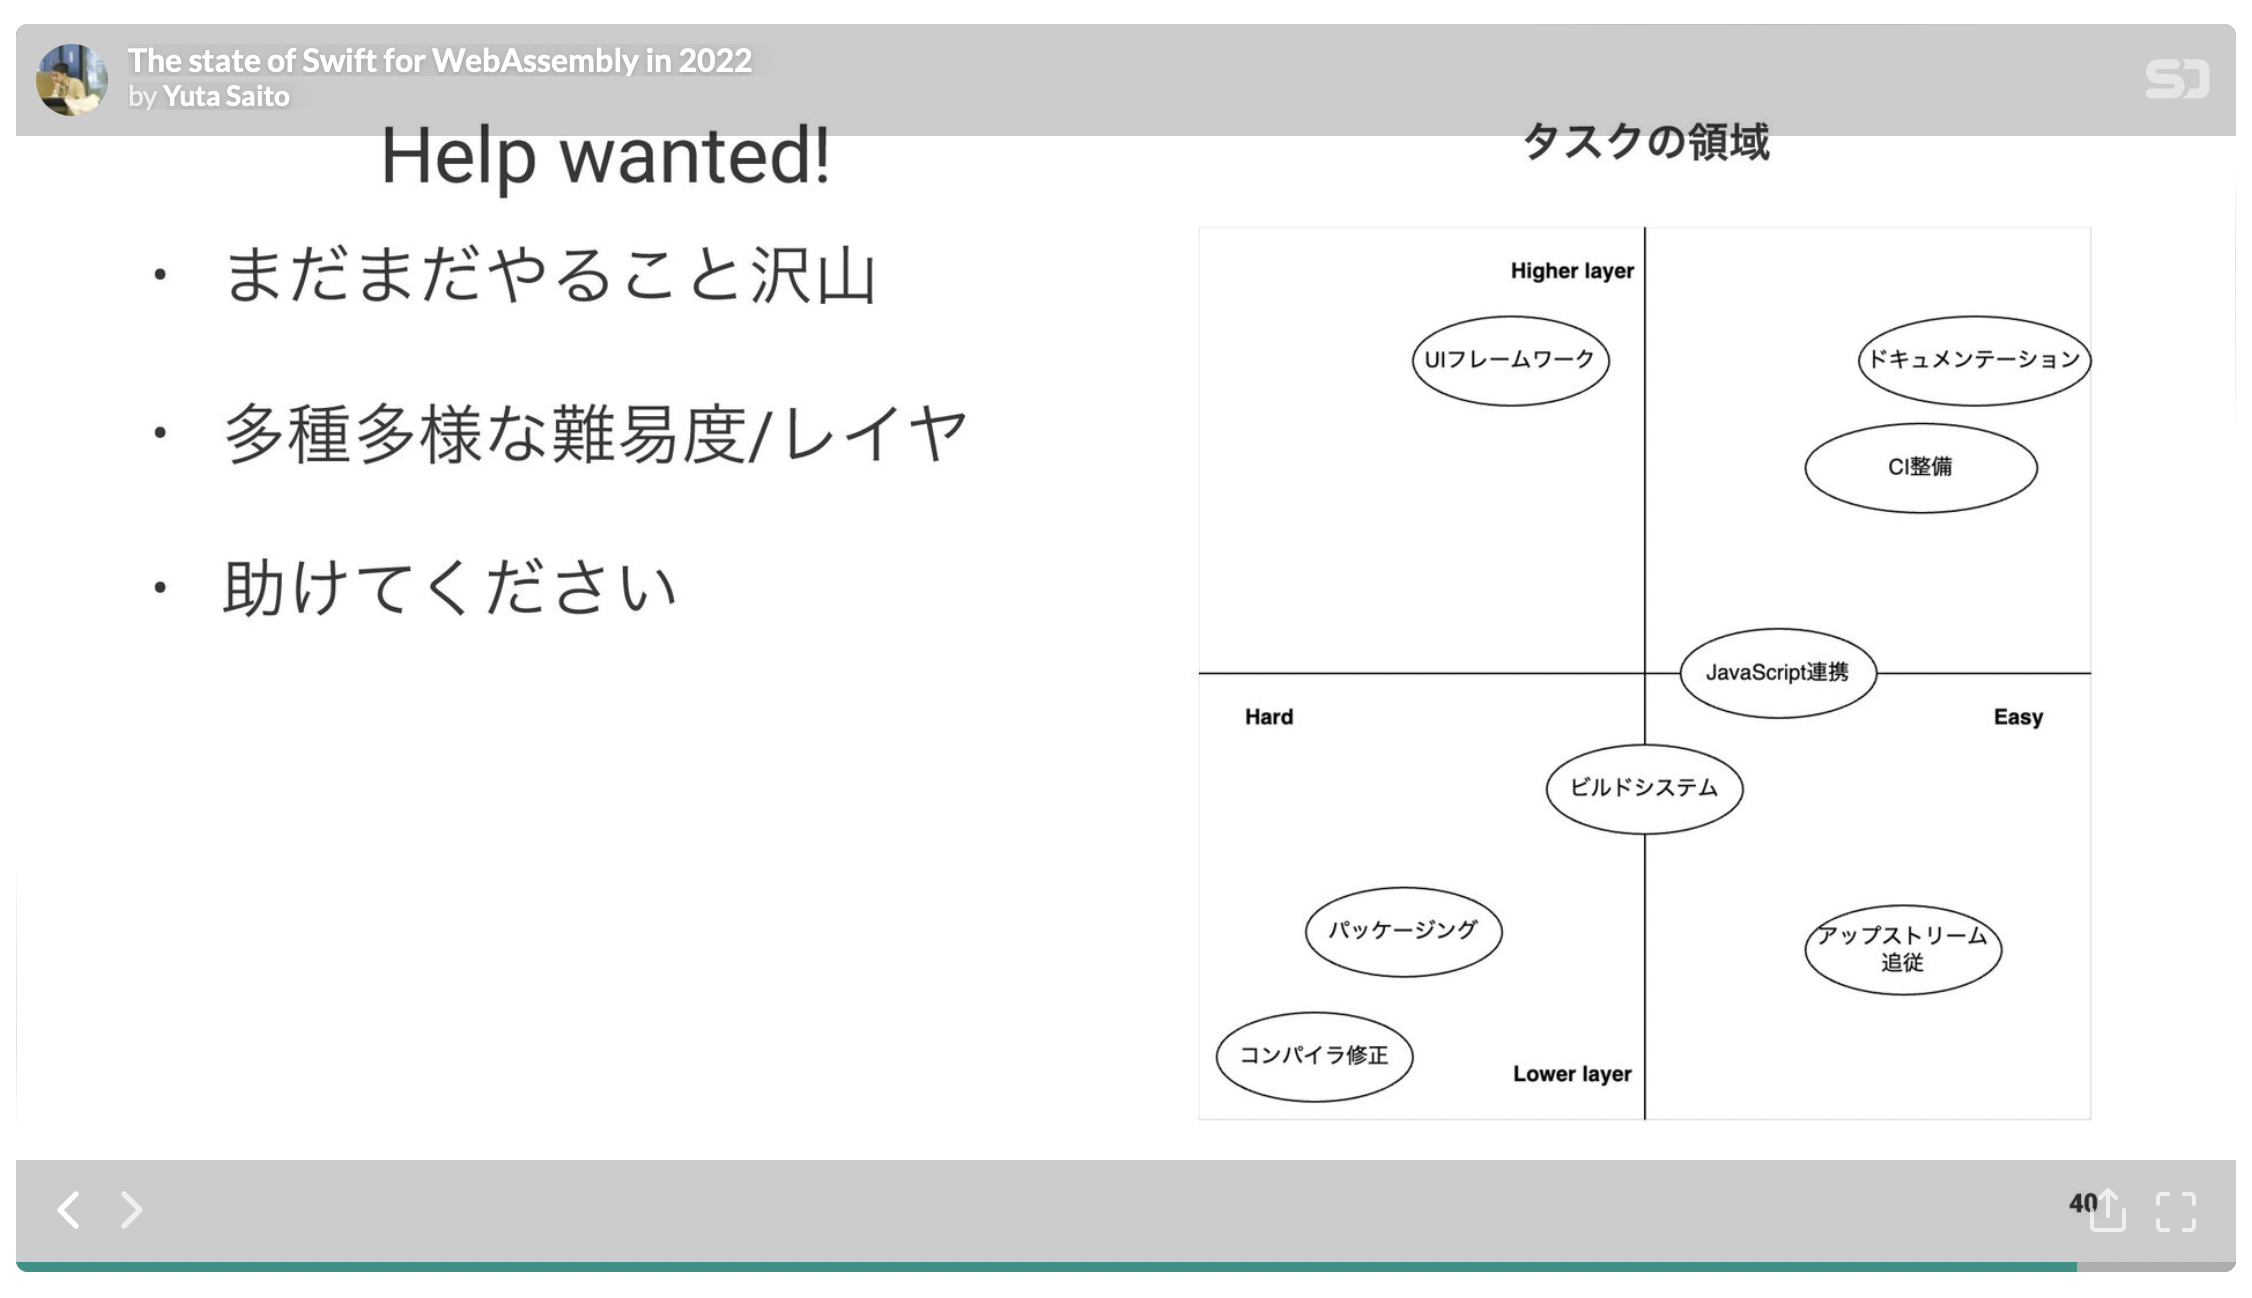 The state of Swift for WebAssembly in 2022
by Yuta Saito
Help wanted!
・ まだまだやること沢山
・ 多種多様な難易度/レイヤ
・ 助けてください
タスクの領域
Higher layer
UIフレームワーク
ドキュメンテーション
CI整備
JavaScript連携
Hard
Easy
ビルドシステム
パッケージング
アップストリーム
追従
コンパイラ修正
Lower layer
40